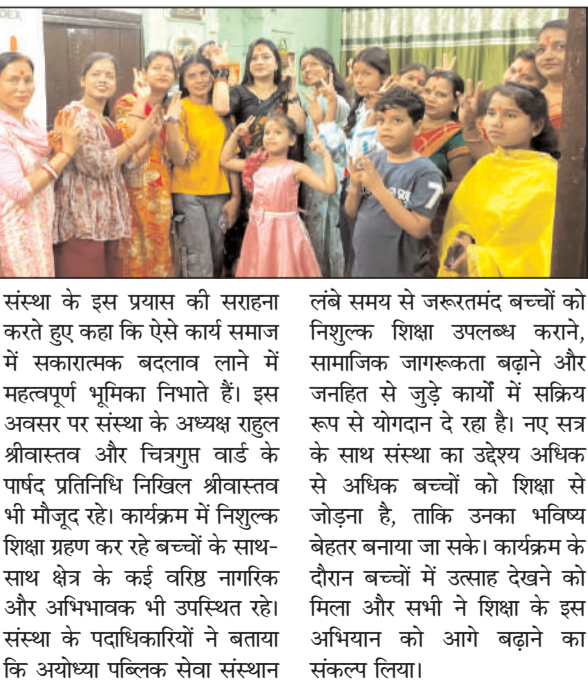 संस्था के इस प्रयास की सराहना
करते हुए कहा कि ऐसे कार्य समाज
में सकारात्मक बदलाव लाने में
महत्वपूर्ण भूमिका निभाते हैं। इस
अवसर पर संस्था के अध्यक्ष राहुल
श्रीवास्तव और चित्रगुप्त वार्ड के
पार्षद प्रतिनिधि निखिल श्रीवास्तव
भी मौजूद रहे। कार्यक्रम में निशुल्क
शिक्षा ग्रहण कर रहे बच्चों के साथ-
साथ क्षेत्र के कई वरिष्ठ नागरिक
और अभिभावक भी उपस्थित रहे।
संस्था के पदाधिकारियों ने बताया
कि अयोध्या पब्लिक सेवा संस्थान
लंबे समय से जरूरतमंद बच्चों को
निशुल्क शिक्षा उपलब्ध कराने,
सामाजिक जागरूकता बढ़ाने और
जनहित से जुड़े कार्यों में सक्रिय
रूप से योगदान दे रहा है। नए सत्र
के साथ संस्था का उद्देश्य अधिक
से अधिक बच्चों को शिक्षा से
जोड़ना है, ताकि उनका भविष्य
बेहतर बनाया जा सके। कार्यक्रम के
दौरान बच्चों में उत्साह देखने को
मिला और सभी ने शिक्षा के इस
अभियान को आगे बढ़ाने का
संकल्प लिया।
7